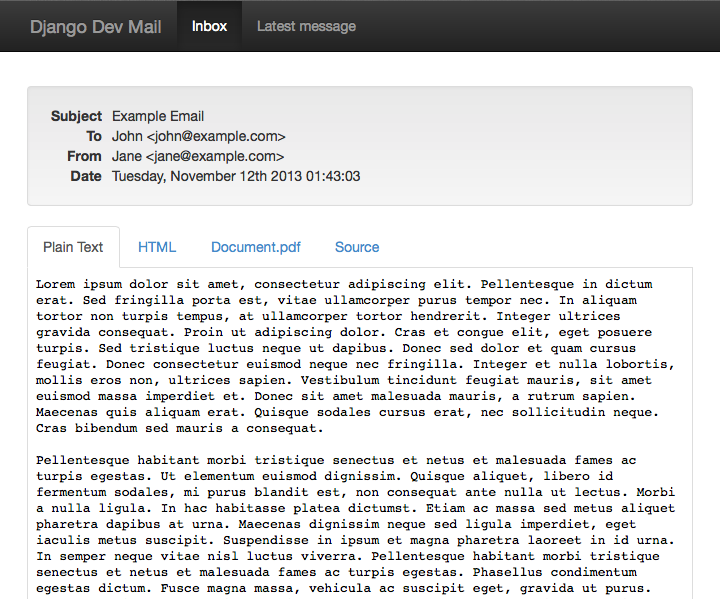 Django Dev Mail Inbox Latest message
Subject Example Email
To John <john@example.com>
From Jane <jane@example.com>
Date Tuesday, November 12th 2013 01:43:03
Plain Text HTML Document.pdf Source
Lorem ipsum dolor sit amet, consectetur adipiscing elit. Pellentesque in dictum
erat. Sed fringilla porta est, vitae ullamcorper purus tempor nec. In aliquam
tortor non turpis tempus, at ullamcorper tortor hendrerit. Integer ultrices
gravida consequat. Proin ut adipiscing dolor. Cras et congue elit, eget posuere
turpis. Sed tristique luctus neque ut dapibus. Donec sed dolor et quam cursus
feugiat. Donec consectetur euismod neque nec fringilla. Integer et nulla lobortis,
mollis eros non, ultrices sapien. Vestibulum tincidunt feugiat mauris, sit amet
euismod massa imperdiet et. Donec sit amet malesuada mauris, a rutrum sapien.
Maecenas quis aliquam erat. Quisque sodales cursus erat, nec sollicitudin neque.
Cras bibendum sed mauris a consequat.
Pellentesque habitant morbi tristique senectus et netus et malesuada fames ac
turpis egestas. Ut elementum euismod dignissim. Quisque aliquet, libero id
fermentum sodales, mi purus blandit est, non consequat ante nulla ut lectus. Morbi
a nulla ligula. In hac habitasse platea dictumst. Etiam ac massa sed metus aliquet
pharetra dapibus at urna. Maecenas dignissim neque sed ligula imperdiet, eget
iaculis metus suscipit. Suspendisse in ipsum et magna pharetra laoreet in id urna.
In semper neque vitae nisl luctus viverra. Pellentesque habitant morbi tristique
senectus et netus et malesuada fames ac turpis egestas. Phasellus condimentum
egestas dictum. Fusce magna massa, vehicula ac suscipit eget, gravida ut purus.